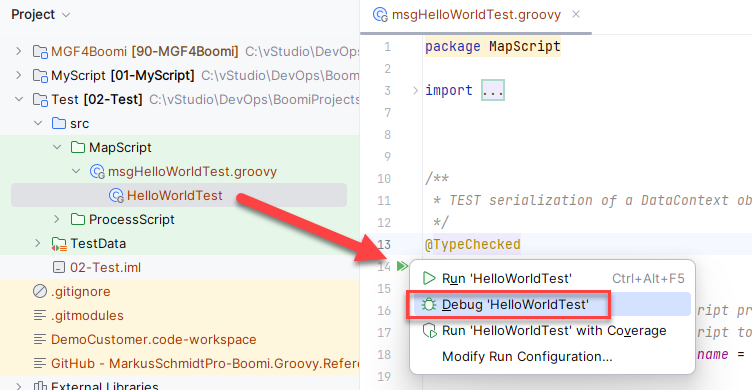 Project
MGF4Boomi [90-MGF4Boomi] C:\vStudio\DevOps
MyScript [01-MyScript] C:\vStudio\DevOps\Boom
Test [02-Test] C:\vStudio\DevOps\BoomiProjects
src
MapScript
msgHelloWorldTest.groovy
HelloWorldTest
ProcessScript
TestData
02-Test.iml
.gitignore
.gitmodules
DemoCustomer.code-workspace
GitHub - MarkusSchmidtPro-Boomi.Groovy.Refere
External Libraries
msgHelloWorldTest.groovy
1 package MapScript
2
3 import ...
7
8
9
10 /**
11 * TEST serialization of a DataContext ob
12 */
13 @TypeChecked
14
Run 'HelloWorldTest' Ctrl+Alt+F5
Debug 'HelloWorldTest'
16 ript pr
Run 'HelloWorldTest' with Coverage
17 ript to
18 name =
Modify Run Configuration...
19